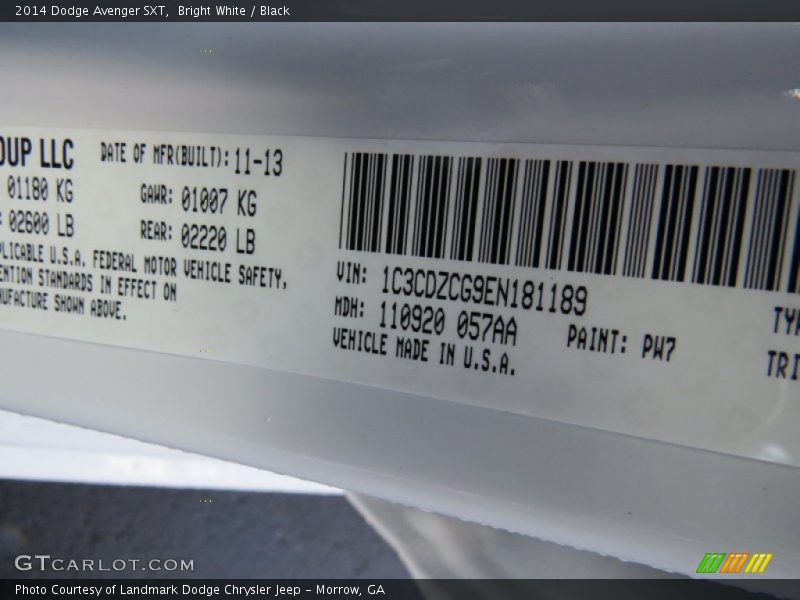 2014 Dodge Avenger SXT,  Bright White / Black
OUP LLC
DATE OF MFR(BUILT): 11-13
01180 KG
GAWR: 01007 KG
02600 LB
REAR: 02220 LB
PLICABLE U.S.A. FEDERAL MOTOR VEHICLE SAFETY,
ENTION STANDARDS IN EFFECT ON
NUFACTURE SHOWN ABOVE.
VIN: 1C3CDZCG9EN181189
MDH: 110920 057AA
PAINT: PW7
VEHICLE MADE IN U.S.A.
TYP
TRI
GTCARLOT.COM
Photo Courtesy of Landmark Dodge Chrysler Jeep - Morrow, GA